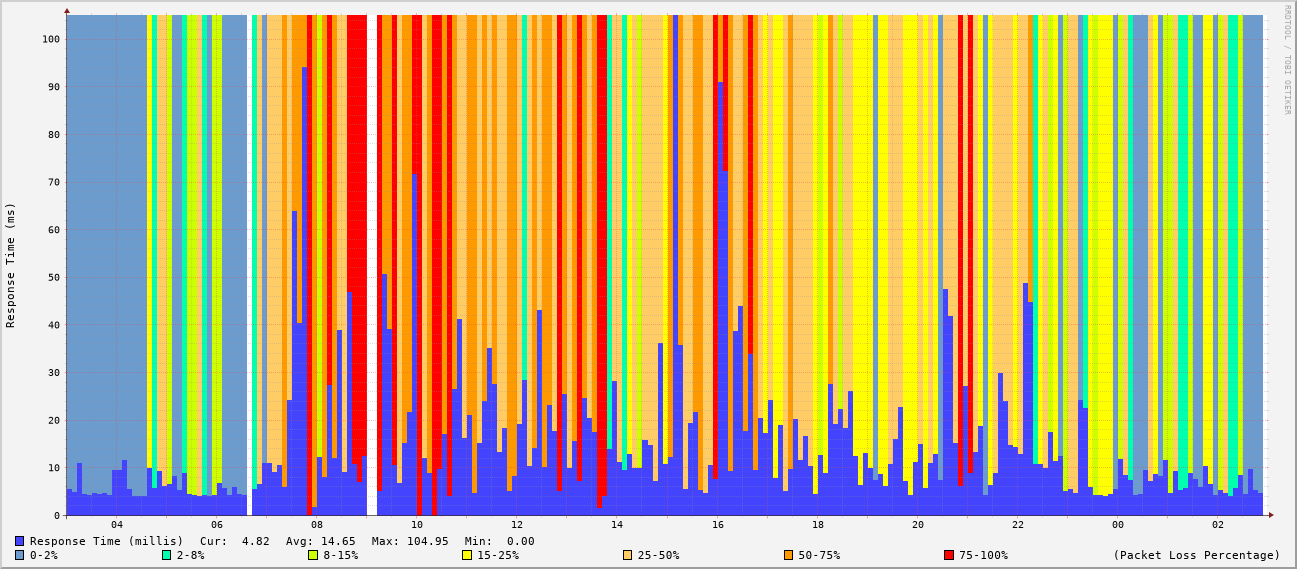 RRDTOOL / TOBI OETIKER
Response Time (ms)
100
90
80
70
60
50
40
30
20
10
0
04 06 08 10 12 14 16 18 20 22 00 02
Response Time (millis) Cur: 4.82 Avg: 14.65 Max: 104.95 Min: 0.00
0-2% 2-8% 8-15% 15-25% 25-50% 50-75% 75-100% (Packet Loss Percentage)